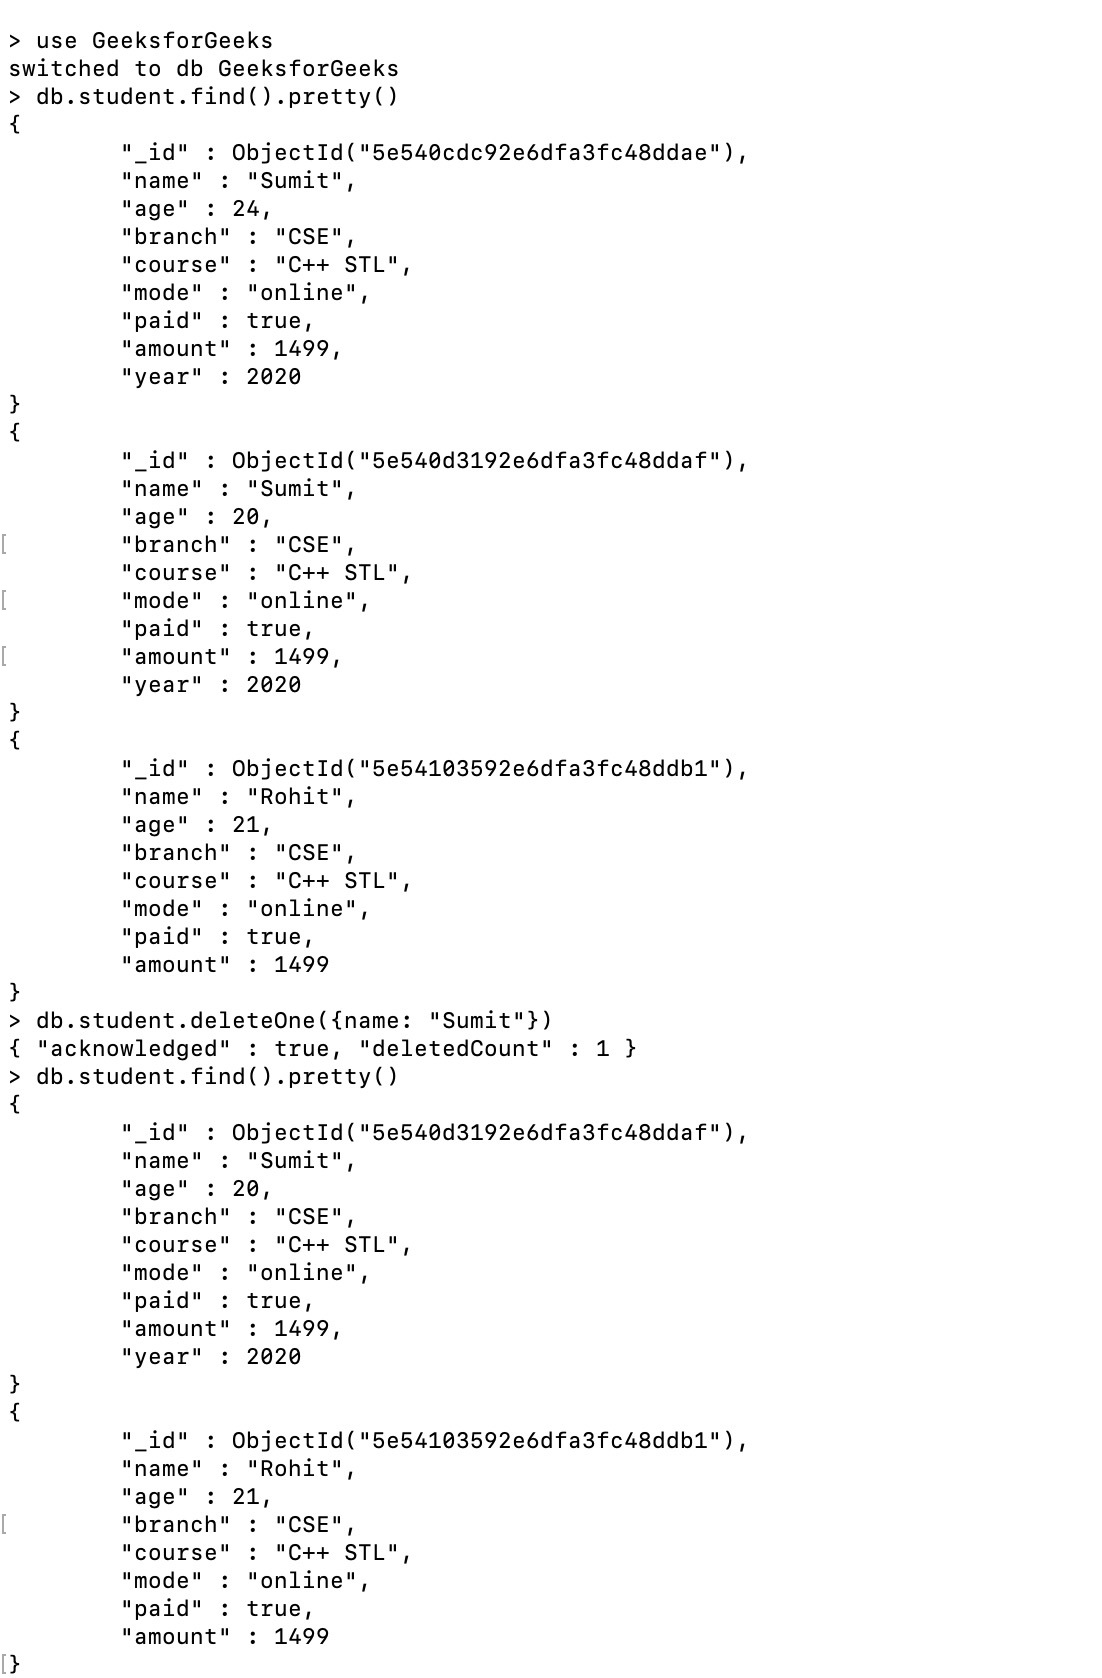 > use GeeksforGeeks
switched to db GeeksforGeeks
> db.student.find().pretty()
{
        "_id" : ObjectId("5e540cdc92e6dfa3fc48ddae"),
        "name" : "Sumit",
        "age" : 24,
        "branch" : "CSE",
        "course" : "C++ STL",
        "mode" : "online",
        "paid" : true,
        "amount" : 1499,
        "year" : 2020
}
{
        "_id" : ObjectId("5e540d3192e6dfa3fc48ddaf"),
        "name" : "Sumit",
        "age" : 20,
[       "branch" : "CSE",
        "course" : "C++ STL",
[       "mode" : "online",
        "paid" : true,
[       "amount" : 1499,
        "year" : 2020
}
{
        "_id" : ObjectId("5e54103592e6dfa3fc48ddb1"),
        "name" : "Rohit",
        "age" : 21,
        "branch" : "CSE",
        "course" : "C++ STL",
        "mode" : "online",
        "paid" : true,
        "amount" : 1499
}
> db.student.deleteOne({name: "Sumit"})
{ "acknowledged" : true, "deletedCount" : 1 }
> db.student.find().pretty()
{
        "_id" : ObjectId("5e540d3192e6dfa3fc48ddaf"),
        "name" : "Sumit",
        "age" : 20,
        "branch" : "CSE",
        "course" : "C++ STL",
        "mode" : "online",
        "paid" : true,
        "amount" : 1499,
        "year" : 2020
}
{
        "_id" : ObjectId("5e54103592e6dfa3fc48ddb1"),
        "name" : "Rohit",
        "age" : 21,
[       "branch" : "CSE",
        "course" : "C++ STL",
        "mode" : "online",
        "paid" : true,
        "amount" : 1499
[}